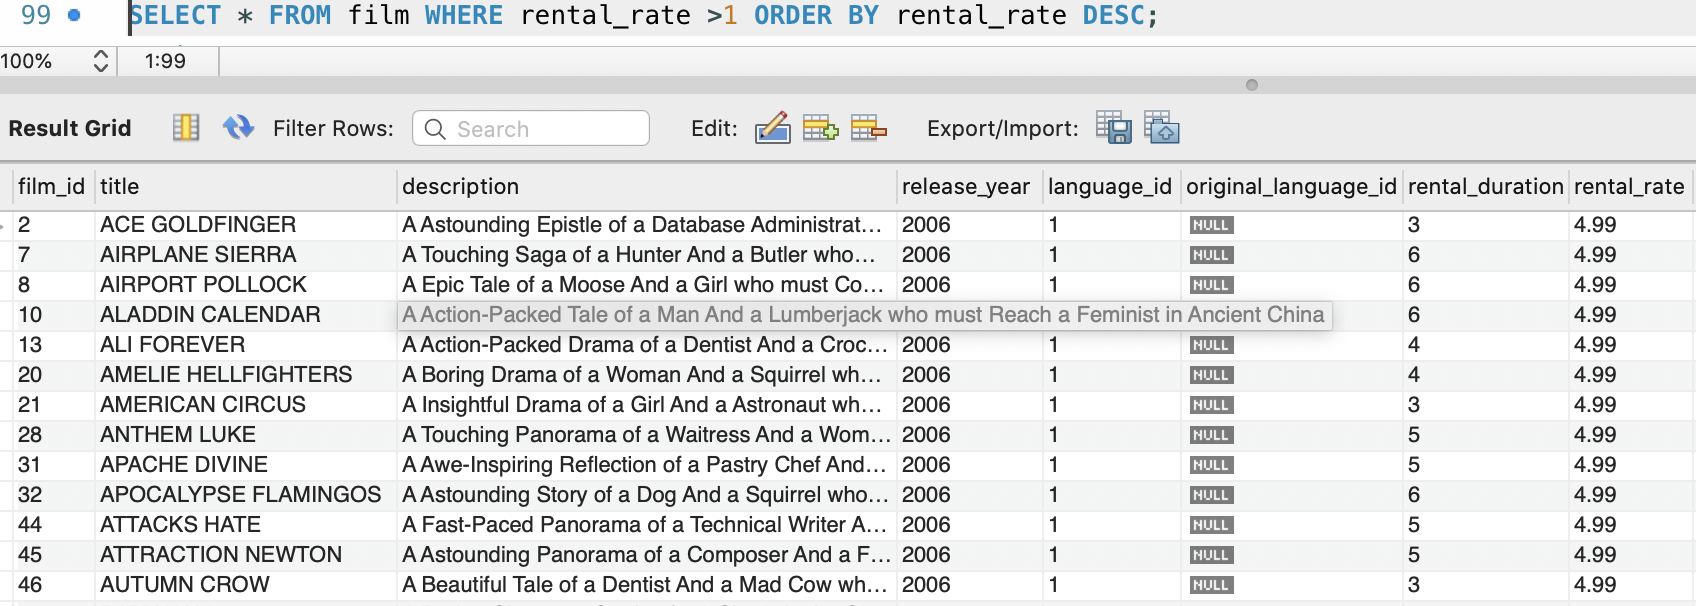 99 SELECT * FROM film WHERE rental_rate >1 ORDER BY rental_rate DESC;
100% 1:99
Result Grid Filter Rows: Search Edit: Export/Import:
film_id title description release_year language_id original_language_id rental_duration rental_rate
2 ACE GOLDFINGER A Astounding Epistle of a Database Administrat... 2006 1 NULL 3 4.99
7 AIRPLANE SIERRA A Touching Saga of a Hunter And a Butler who... 2006 1 NULL 6 4.99
8 AIRPORT POLLOCK A Epic Tale of a Moose And a Girl who must Co... 2006 1 NULL 6 4.99
10 ALADDIN CALENDAR A Action-Packed Tale of a Man And a Lumberjack who must Reach a Feminist in Ancient China 6 4.99
13 ALI FOREVER A Action-Packed Drama of a Dentist And a Croc... 2006 1 NULL 4 4.99
20 AMELIE HELLFIGHTERS A Boring Drama of a Woman And a Squirrel wh... 2006 1 NULL 4 4.99
21 AMERICAN CIRCUS A Insightful Drama of a Girl And a Astronaut wh... 2006 1 NULL 3 4.99
28 ANTHEM LUKE A Touching Panorama of a Waitress And a Wom... 2006 1 NULL 5 4.99
31 APACHE DIVINE A Awe-Inspiring Reflection of a Pastry Chef And... 2006 1 NULL 5 4.99
32 APOCALYPSE FLAMINGOS A Astounding Story of a Dog And a Squirrel who... 2006 1 NULL 6 4.99
44 ATTACKS HATE A Fast-Paced Panorama of a Technical Writer A... 2006 1 NULL 5 4.99
45 ATTRACTION NEWTON A Astounding Panorama of a Composer And a F... 2006 1 NULL 5 4.99
46 AUTUMN CROW A Beautiful Tale of a Dentist And a Mad Cow wh... 2006 1 NULL 3 4.99